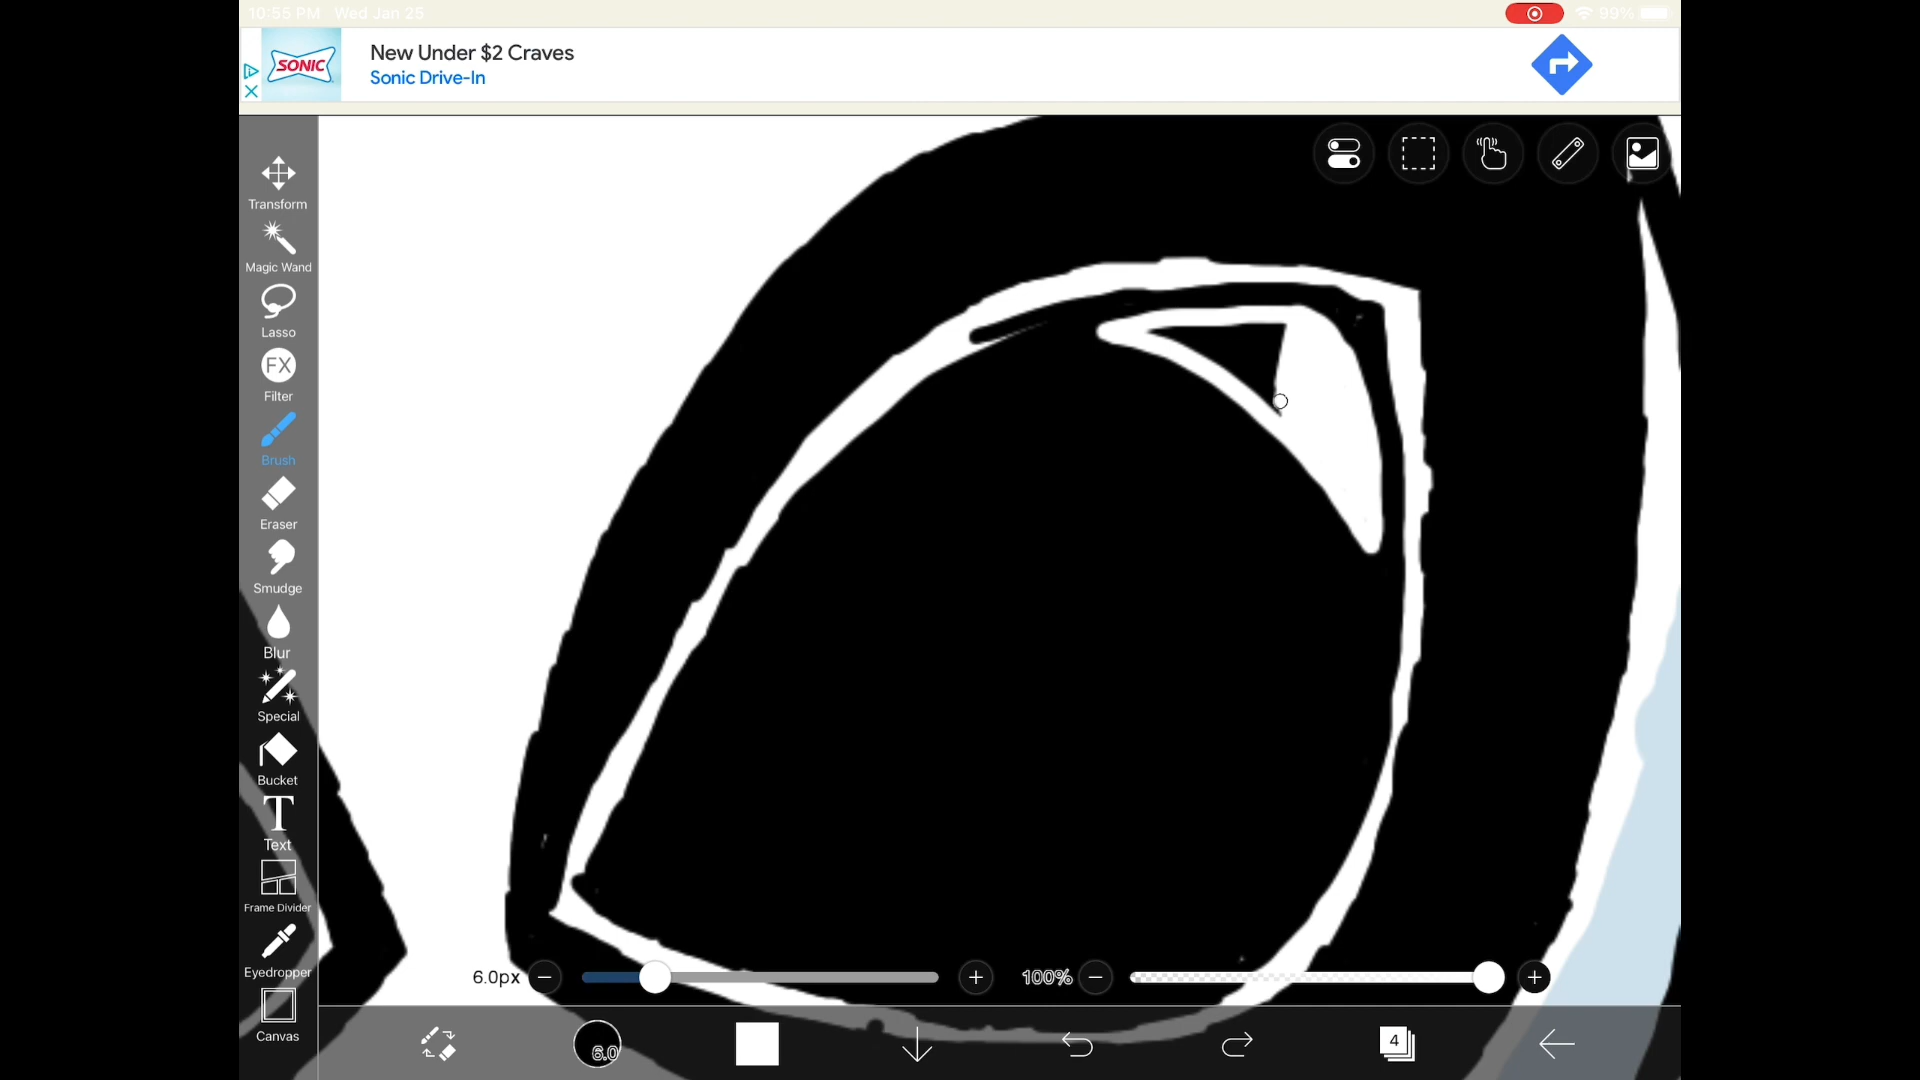 10:55 PM Wed Jan 25
99%
SONIC
New Under $2 Craves
Sonic Drive-In
Transform
Magic Wand
Lasso
FX
Filter
Brush
Eraser
Smudge
Blur
Special
Bucket
T
Text
Frame Divider
Eyedropper
Canvas
6.0px
100%
6.0
4